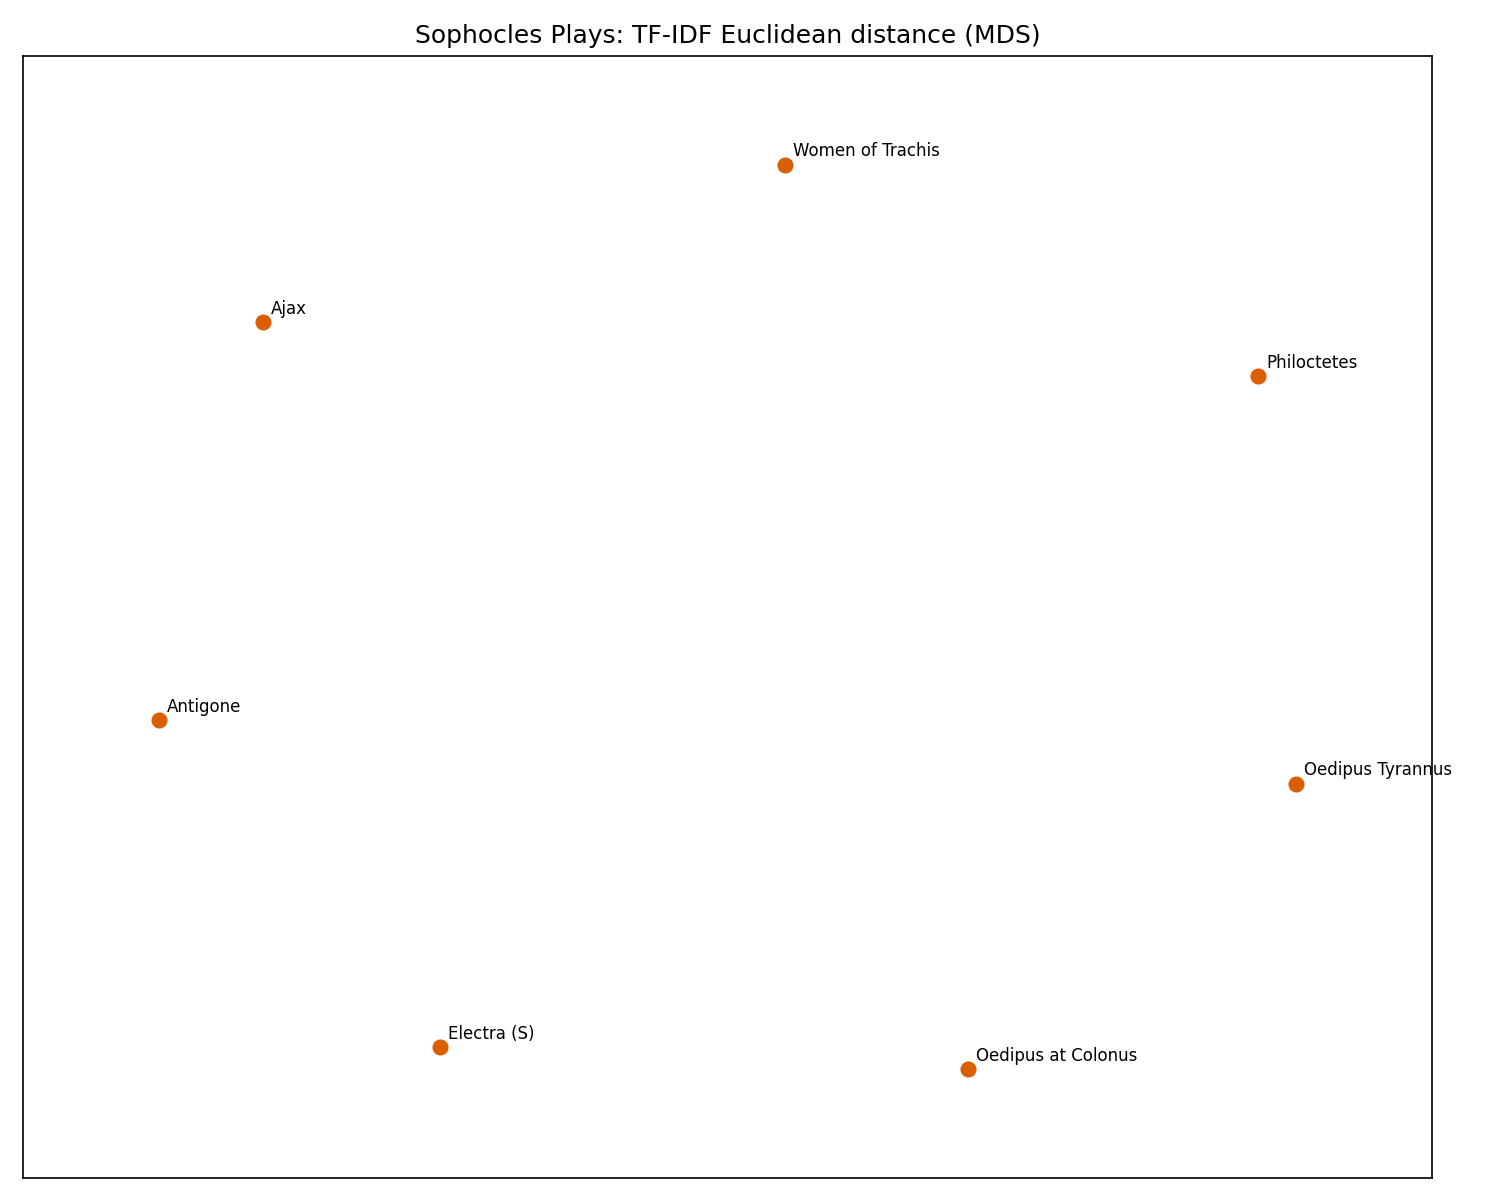 Sophocles Plays: TF-IDF Euclidean distance (MDS)
Women of Trachis
Ajax
Philoctetes
Antigone
Oedipus Tyrannus
Electra (S)
Oedipus at Colonus